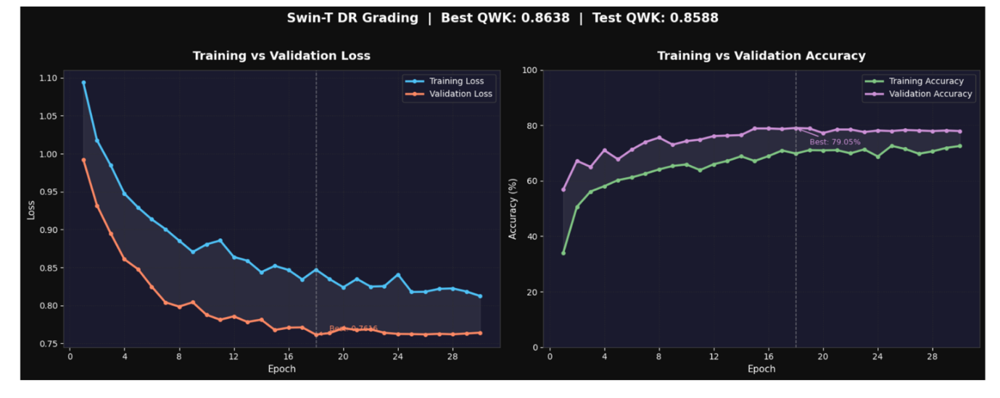 Swin-T DR Grading | Best QWK: 0.8638 | Test QWK: 0.8588
Training vs Validation Loss
Training Loss
Validation Loss
1.10
1.05
1.00
0.95
0.90
0.85
0.80
0.75
Loss
Best: 0.7616
0 4 8 12 16 20 24 28
Epoch
Training vs Validation Accuracy
Training Accuracy
Validation Accuracy
100
80
60
40
20
0
Accuracy (%)
Best: 79.05%
0 4 8 12 16 20 24 28
Epoch